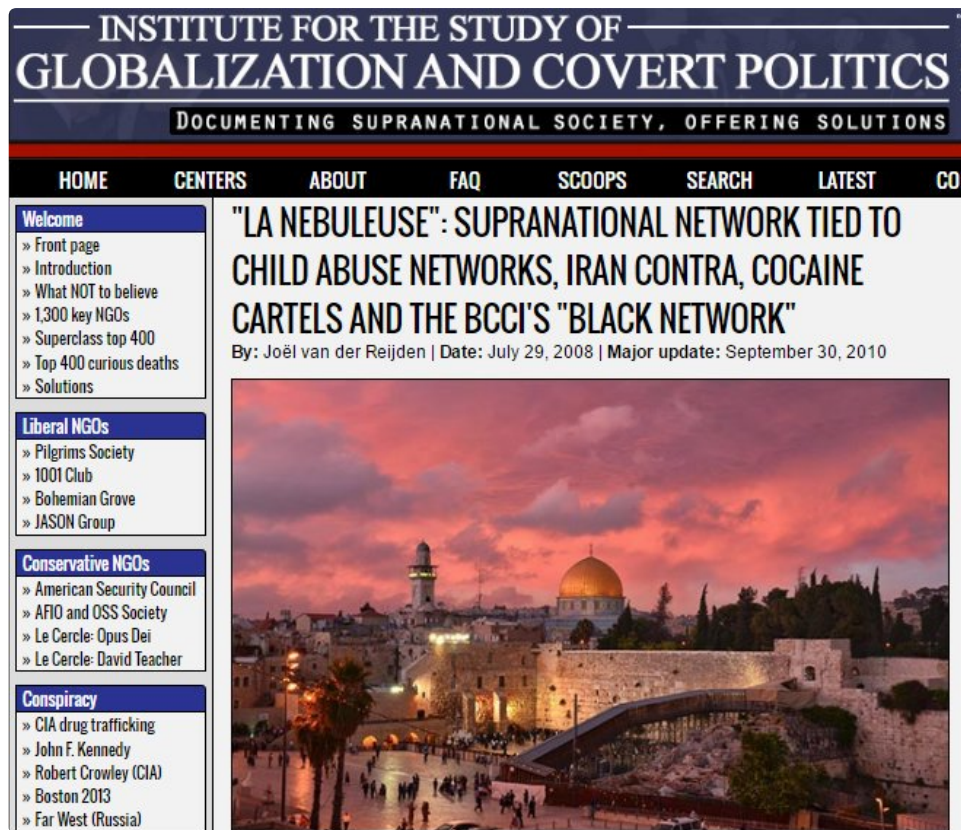 INSTITUTE FOR THE STUDY OF
GLOBALIZATION AND COVERT POLITICS
DOCUMENTING SUPRANATIONAL SOCIETY, OFFERING SOLUTIONS
HOME CENTERS ABOUT FAQ SCOOPS SEARCH LATEST CO
Welcome
» Front page
» Introduction
» What NOT to believe
» 1,300 key NGOs
» Superclass top 400
» Top 400 curious deaths
» Solutions
Liberal NGOs
» Pilgrims Society
» 1001 Club
» Bohemian Grove
» JASON Group
Conservative NGOs
» American Security Council
» AFIO and OSS Society
» Le Cercle: Opus Dei
» Le Cercle: David Teacher
Conspiracy
» CIA drug trafficking
» John F. Kennedy
» Robert Crowley (CIA)
» Boston 2013
» Far West (Russia)
"LA NEBULEUSE": SUPRANATIONAL NETWORK TIED TO
CHILD ABUSE NETWORKS, IRAN CONTRA, COCAINE
CARTELS AND THE BCCI'S "BLACK NETWORK"
By: Joël van der Reijden | Date: July 29, 2008 | Major update: September 30, 2010